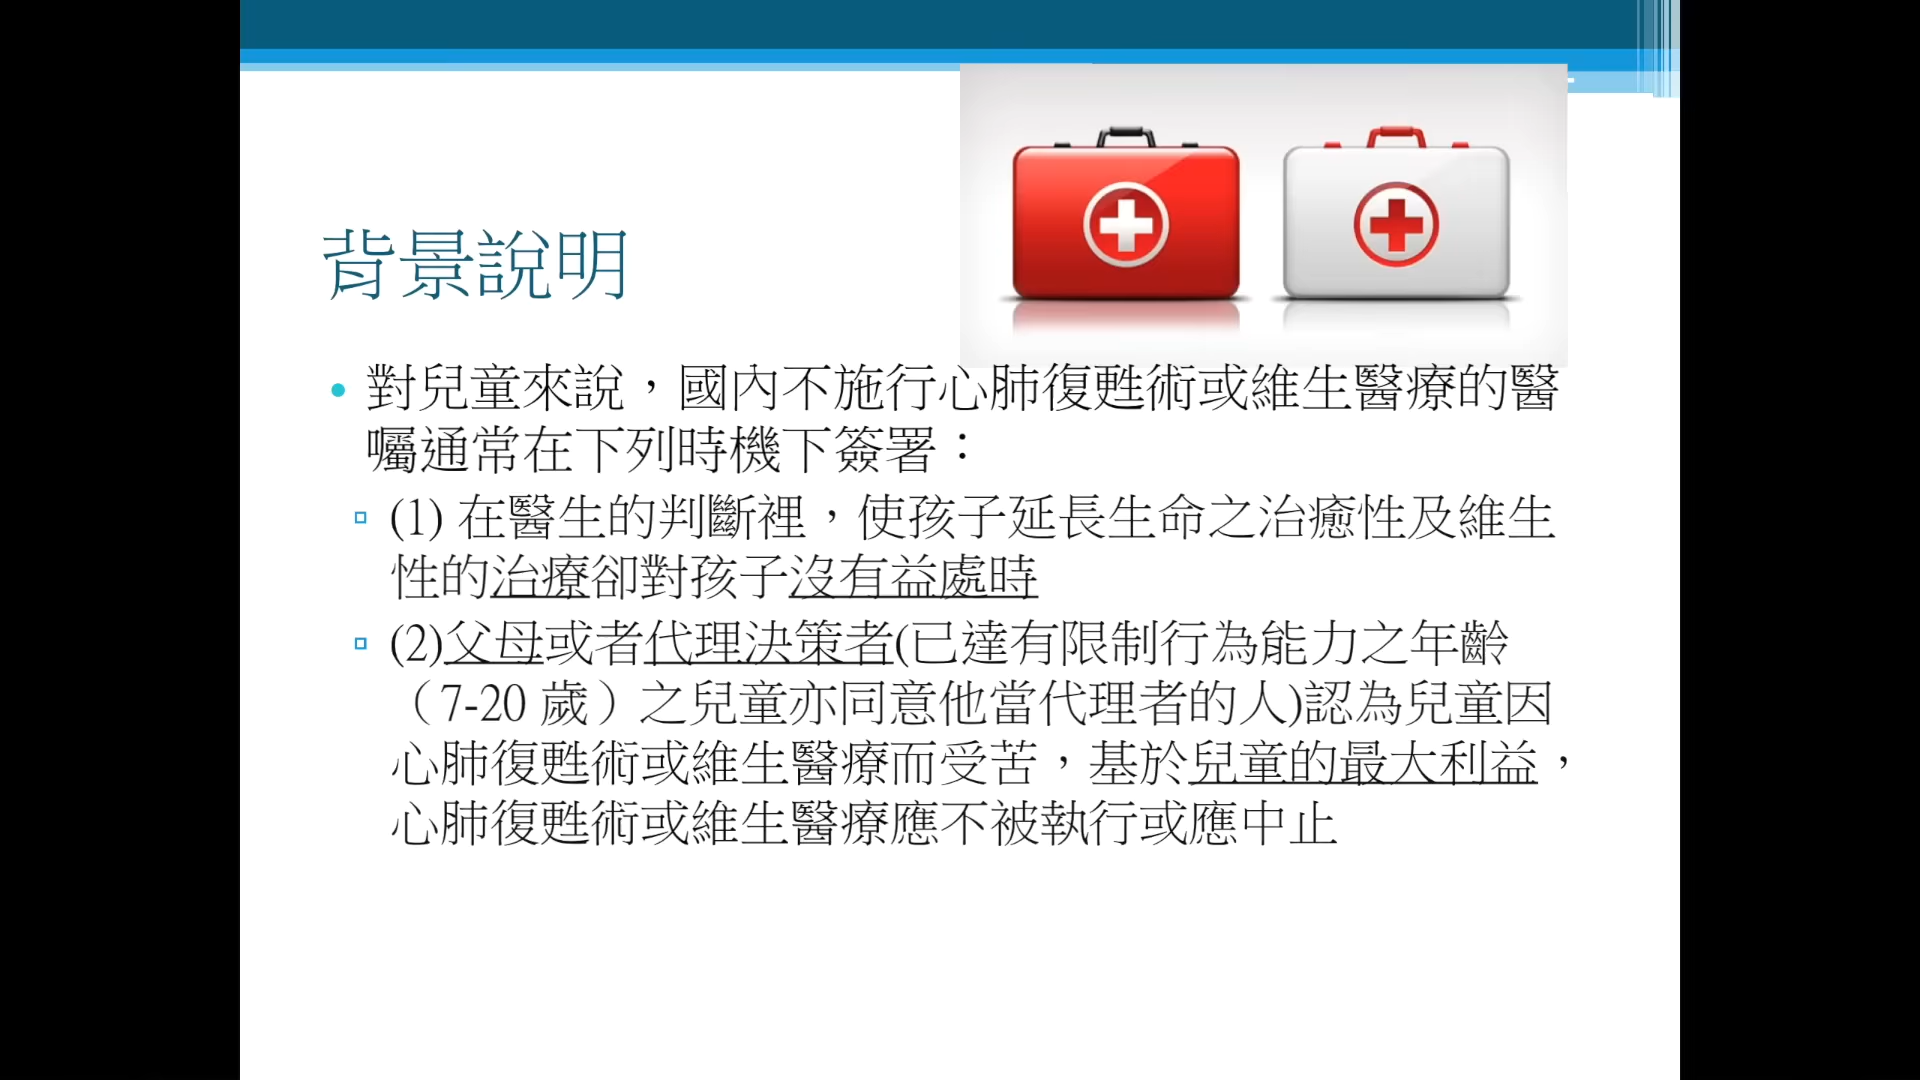 背景說明
• 對兒童來說，國內不施行心肺復甦術或維生醫療的醫
囑通常在下列時機下簽署：
▫ (1) 在醫生的判斷裡，使孩子延長生命之治癒性及維生
性的治療卻對孩子沒有益處時
▫ (2)父母或者代理決策者(已達有限制行為能力之年齡
（7-20 歲）之兒童亦同意他當代理者的人)認為兒童因
心肺復甦術或維生醫療而受苦，基於兒童的最大利益，
心肺復甦術或維生醫療應不被執行或應中止